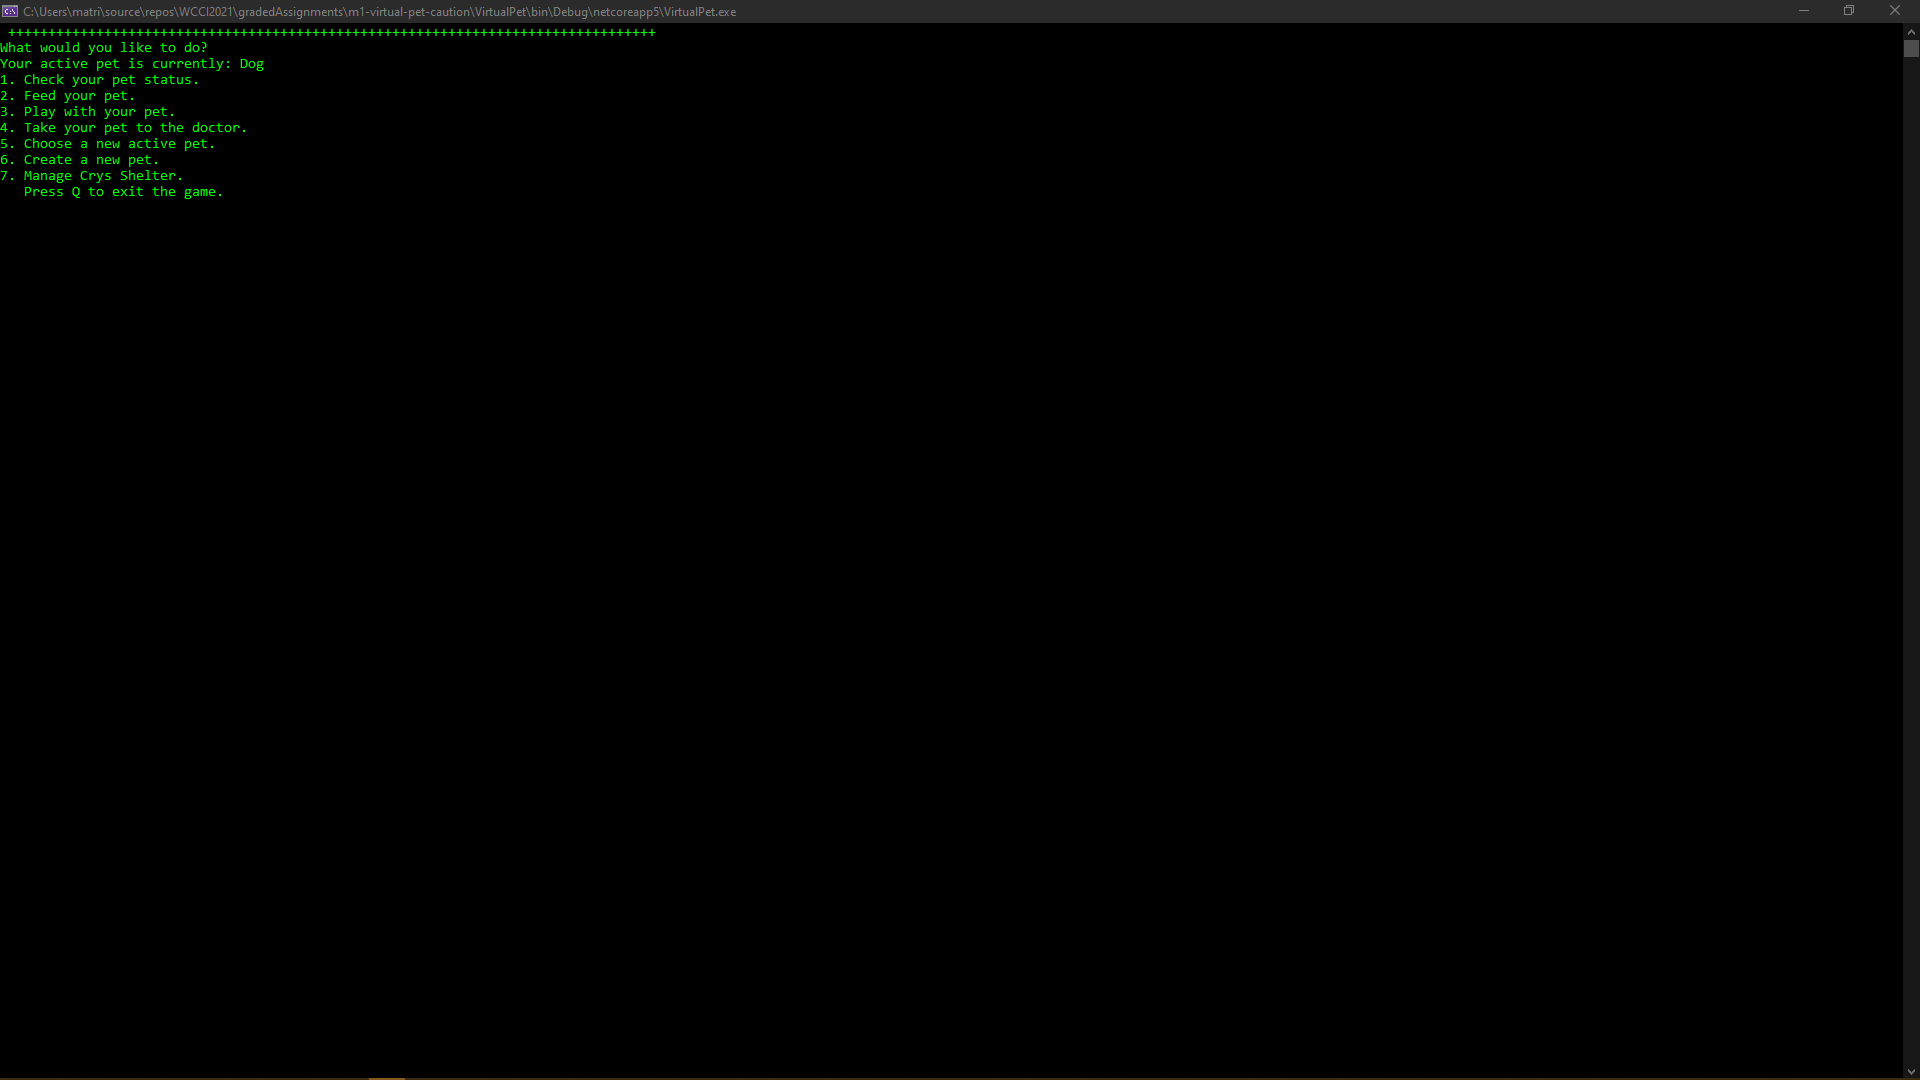 C:\Users\matri\source\repos\WCCI2021\gradedAssignments\m1-virtual-pet-caution\VirtualPet\bin\Debug\netcoreapp5\VirtualPet.exe
+++++++++++++++++++++++++++++++++++++++++++++++++++++++++++++++++++++++++++++++++
What would you like to do?
Your active pet is currently: Dog
1. Check your pet status.
2. Feed your pet.
3. Play with your pet.
4. Take your pet to the doctor.
5. Choose a new active pet.
6. Create a new pet.
7. Manage Crys Shelter.
Press Q to exit the game.